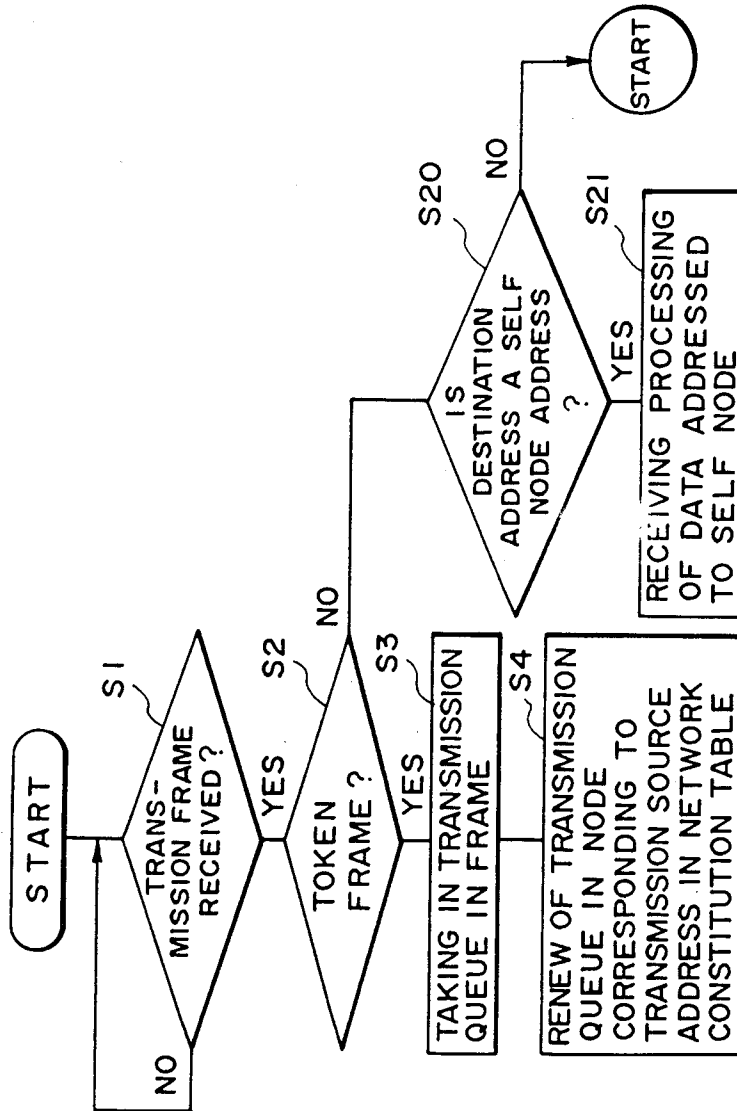 START
TRANS-
MISSION FRAME
RECEIVED?
S1
NO
YES
TOKEN
FRAME?
S2
NO
YES
TAKING IN TRANSMISSION
QUEUE IN FRAME
S3
RENEW OF TRANSMISSION
QUEUE IN NODE
CORRESPONDING TO
TRANSMISSION SOURCE
ADDRESS IN NETWORK
CONSTITUTION TABLE
S4
IS
DESTINATION
ADDRESS A SELF
NODE ADDRESS
?
S20
NO
START
YES
RECEIVING PROCESSING
OF DATA ADDRESSED
TO SELF NODE
S21